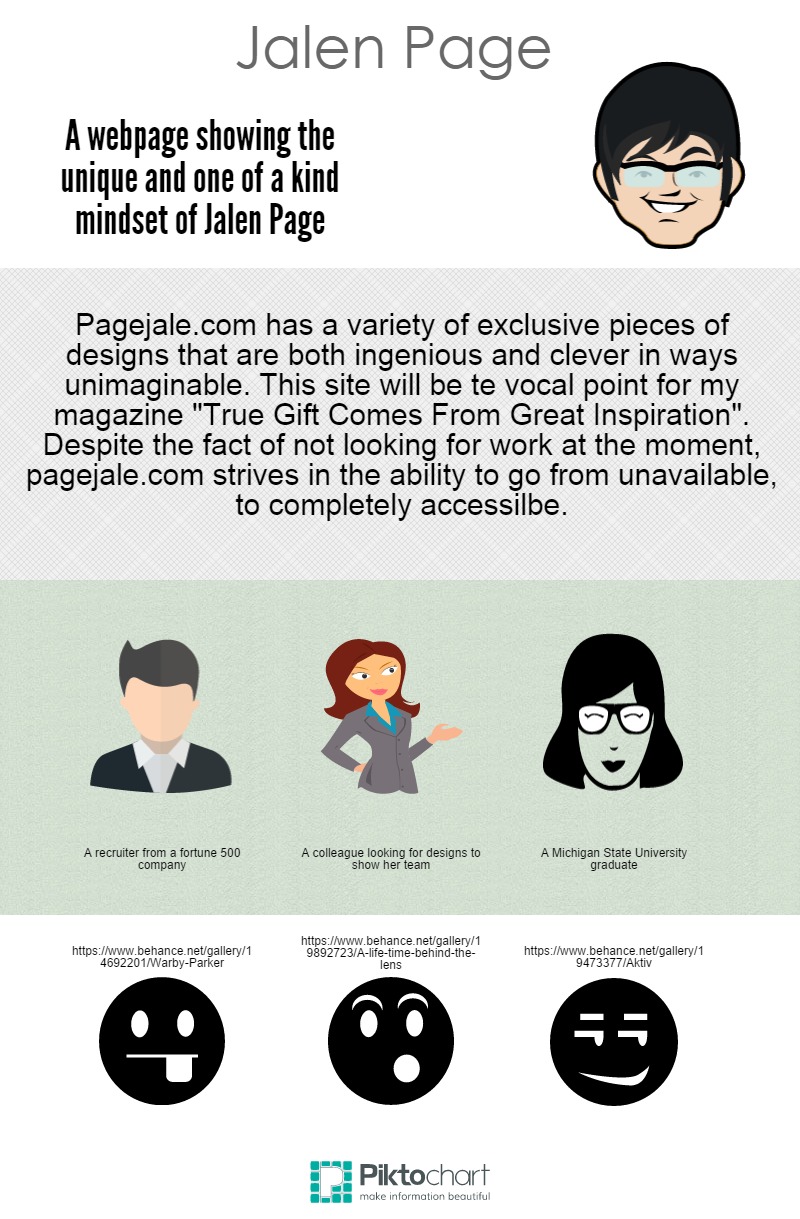 Jalen Page
A webpage showing the
unique and one of a kind
mindset of Jalen Page
Pagejale.com has a variety of exclusive pieces of
designs that are both ingenious and clever in ways
unimaginable. This site will be te vocal point for my
magazine "True Gift Comes From Great Inspiration".
Despite the fact of not looking for work at the moment,
pagejale.com strives in the ability to go from unavailable,
to completely accessilbe.
A recruiter from a fortune 500
company
A colleague looking for designs to
show her team
A Michigan State University
graduate
https://www.behance.net/gallery/1
4692201/Warby-Parker
https://www.behance.net/gallery/1
9892723/A-life-time-behind-the-
lens
https://www.behance.net/gallery/1
9473377/Aktiv
Piktochart
make information beautiful